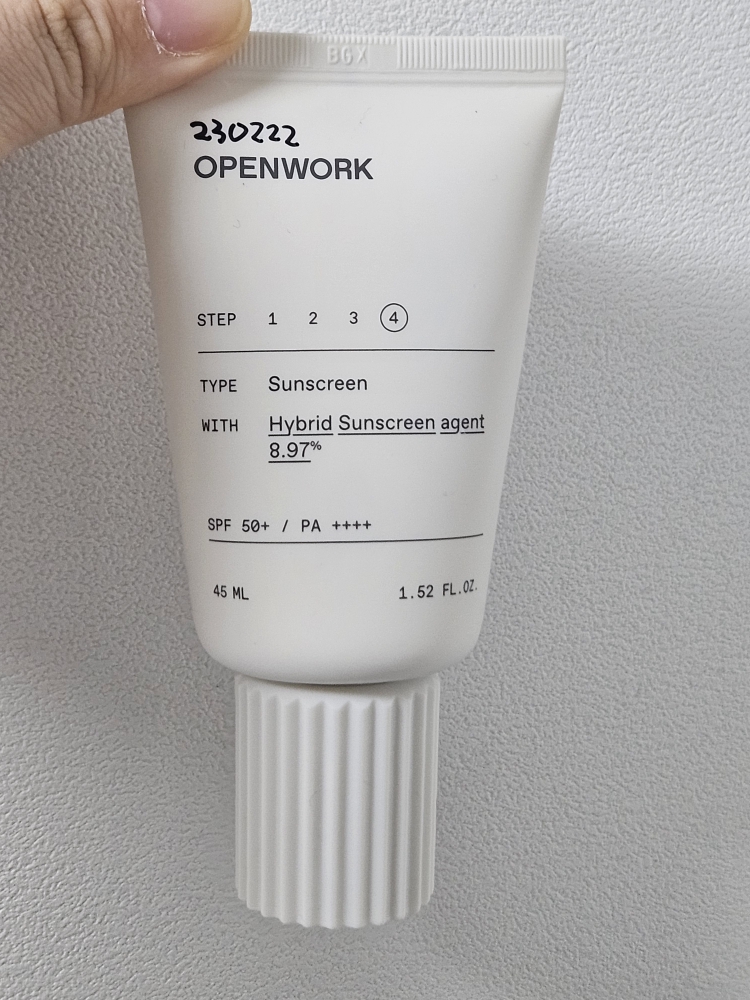 BGX
230222
OPENWORK
STEP 1 2 3 4
TYPE Sunscreen
WITH Hybrid Sunscreen agent
8.97%
SPF 50+ / PA ++++
45 ML 1.52 FL.OZ.